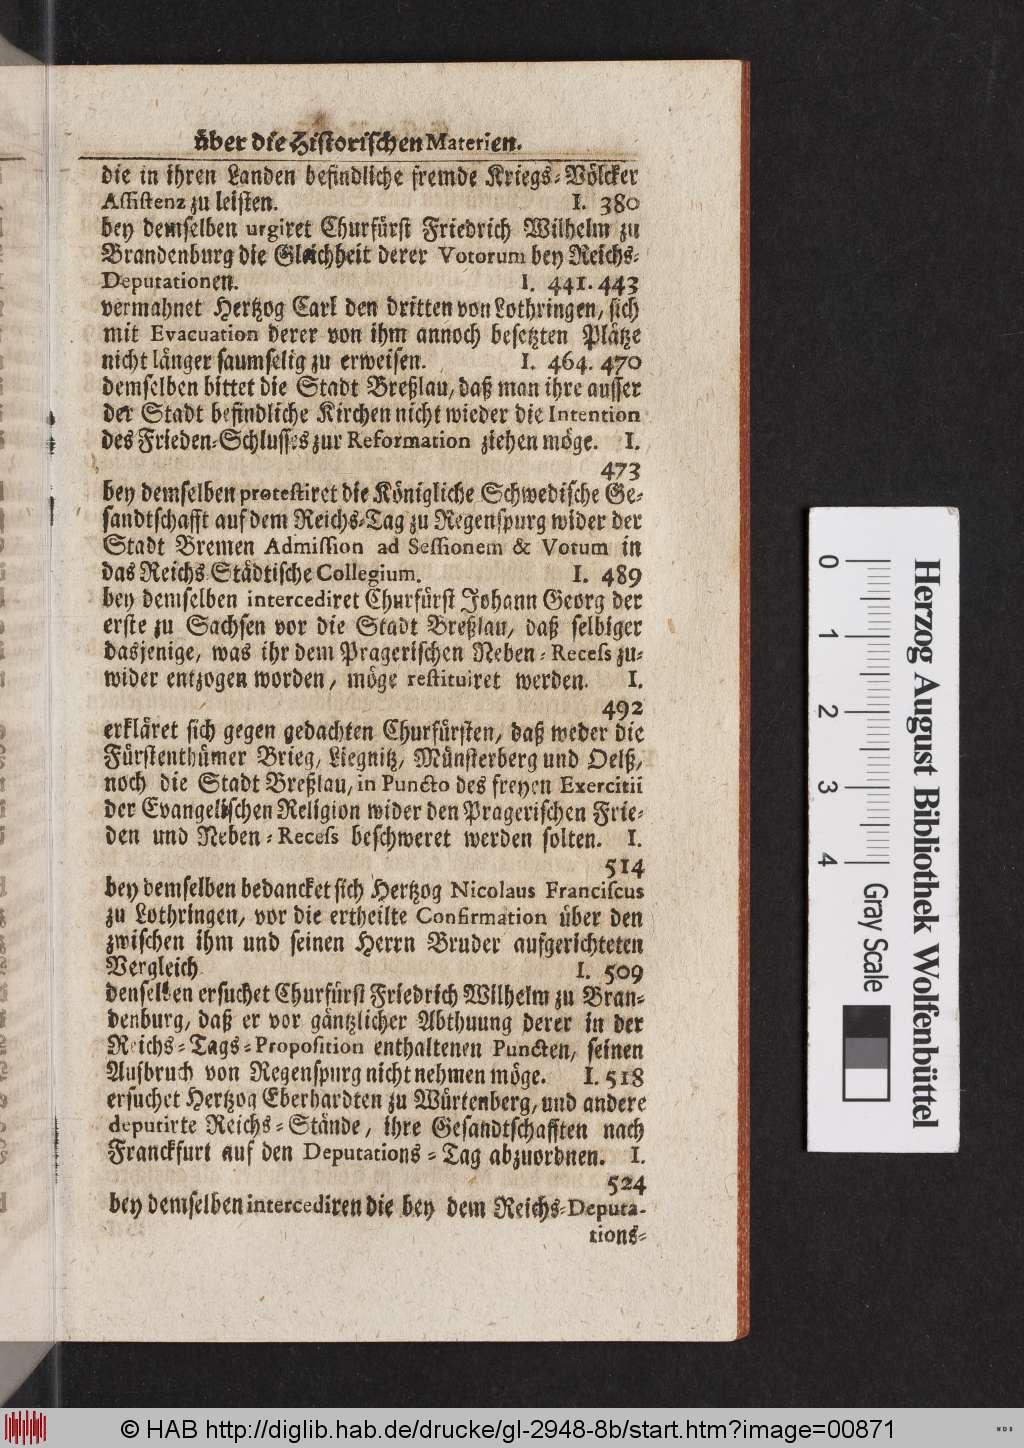 über die Historischen Materien.
die in ihren Landen befindliche fremde Kriegs-Völcker
Assistenz zu leisten. I. 380
bey demselben urgiret Churfürst Friedrich Wilhelm zu
Brandenburg die Gleichheit derer Votorum bey Reichs-
Deputationen. I. 441. 443
vermahnet Hertzog Carl den dritten von Lothringen, sich
mit Evacuation derer von ihm annoch besetzten Plätze
nicht länger saumselig zu erweisen. I. 464. 470
demselben bittet die Stadt Breßlau, daß man ihre ausser
der Stadt befindliche Kirchen nicht wieder die Intention
des Frieden-Schlusses zur Reformation ziehen möge. I.
473
bey demselben protestiret die Königliche Schwedische Ge-
sandtschafft auf dem Reichs-Tag zu Regenspurg wider der
Stadt Bremen Admission ad Sessionem & Votum in
das Reichs-Städtische Collegium. I. 489
bey demselben intercediret Churfürst Johann Georg der
erste zu Sachsen vor die Stadt Breßlau, daß selbiger
dasjenige, was ihr dem Pragerischen Neben-Recess zu-
wider entzogen worden, möge restituiret werden. I.
492
erkläret sich gegen gedachten Churfürsten, daß weder die
Fürstenthümer Brieg, Liegnitz, Münsterberg und Oelß,
noch die Stadt Breßlau, in Puncto des freyen Exercitii
der Evangelischen Religion wider den Pragerischen Frie-
den und Neben-Recess beschweret werden solten. I.
514
bey demselben bedancket sich Hertzog Nicolaus Franciscus
zu Lothringen, vor die ertheilte Confirmation über den
zwischen ihm und seinen Herrn Bruder aufgerichteten
Vergleich I. 509
denselben ersuchet Churfürst Friedrich Wilhelm zu Bran-
denburg, daß er vor gäntzlicher Abthuung derer in der
Reichs-Tags-Proposition enthaltenen Puncten, seinen
Aufbruch von Regenspurg nicht nehmen möge. I. 518
ersuchet Hertzog Eberhardten zu Würtenberg, und andere
deputirte Reichs-Stände, ihre Gesandtschafften nach
Franckfurt auf den Deputations-Tag abzuordnen. I.
524
bey demselben intercediren die bey dem Reichs-Deputa-
tions-
0 1 2 3 4
Gray Scale
Herzog August Bibliothek Wolfenbüttel
© HAB http://diglib.hab.de/drucke/gl-2948-8b/start.htm?image=00871